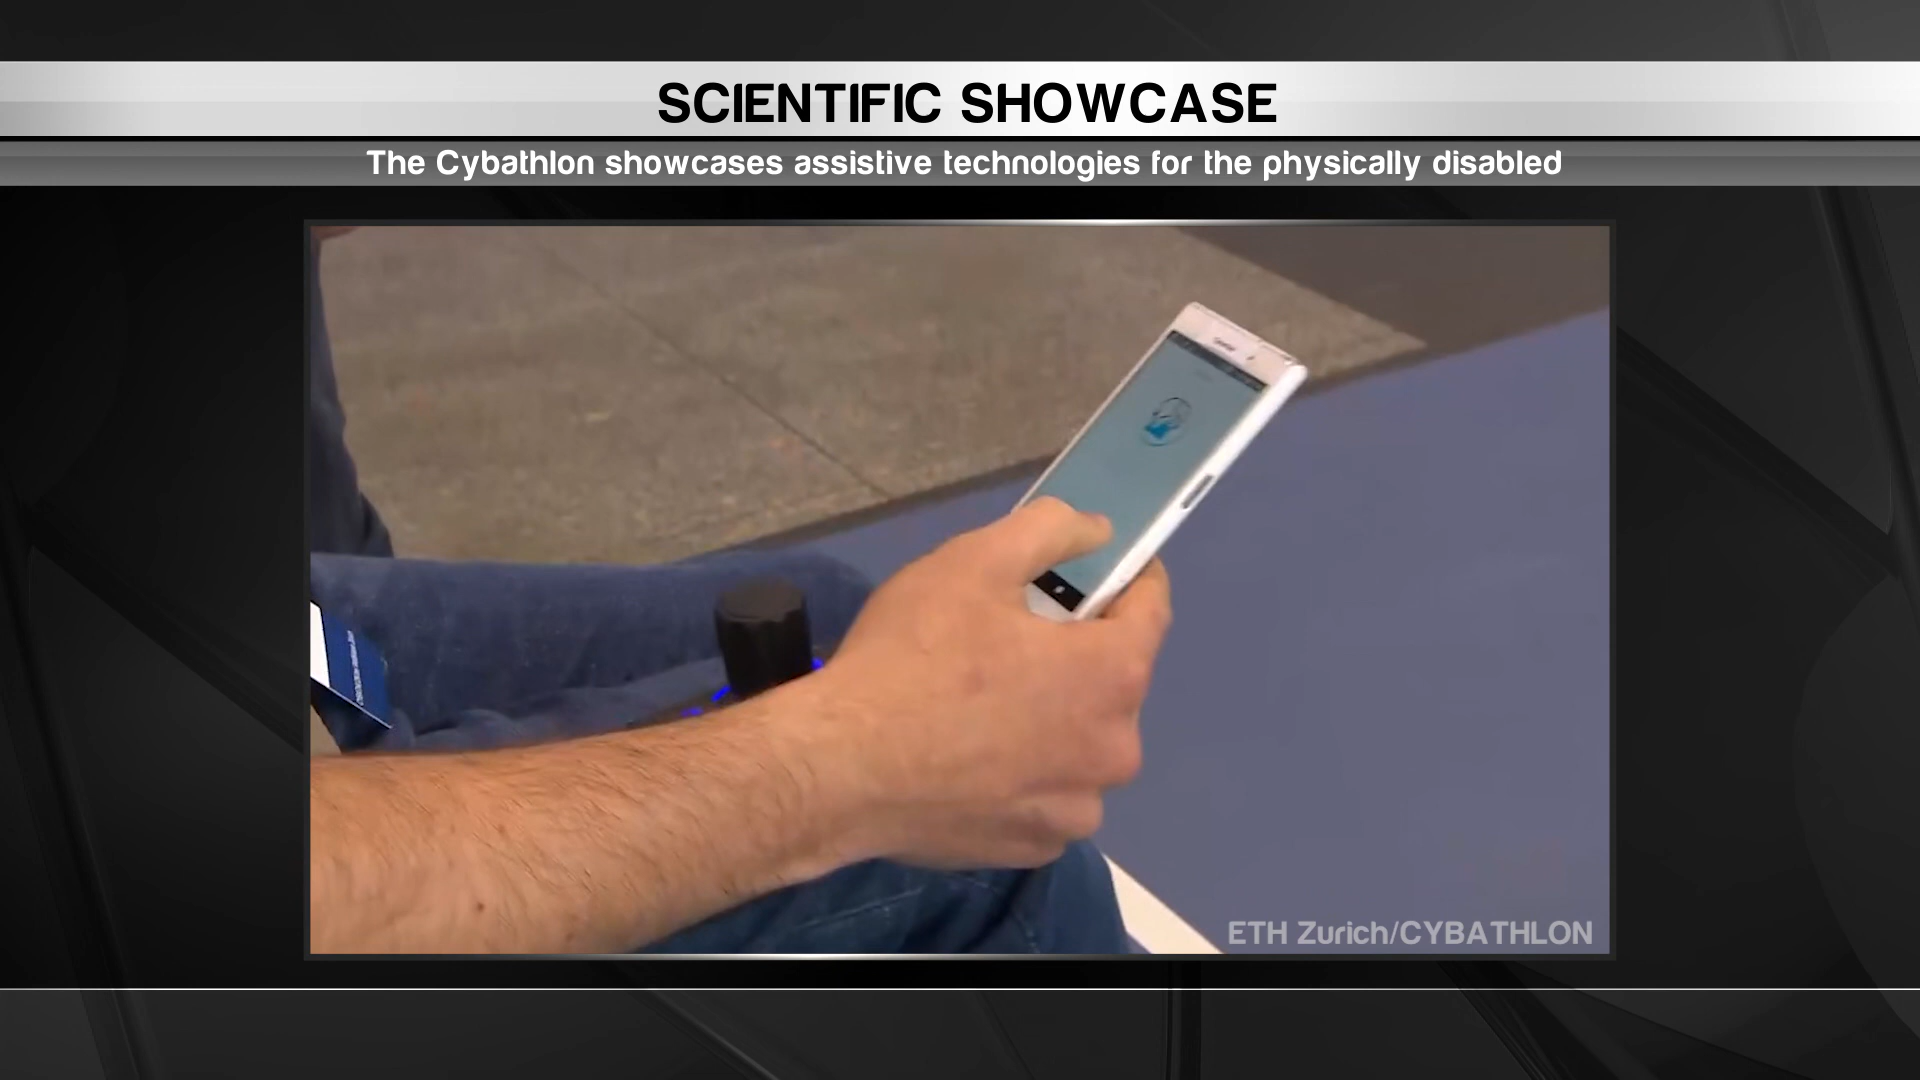 SCIENTIFIC SHOWCASE
The Cybathlon showcases assistive technologies for the physically disabled
ETH Zurich/CYBATHLON